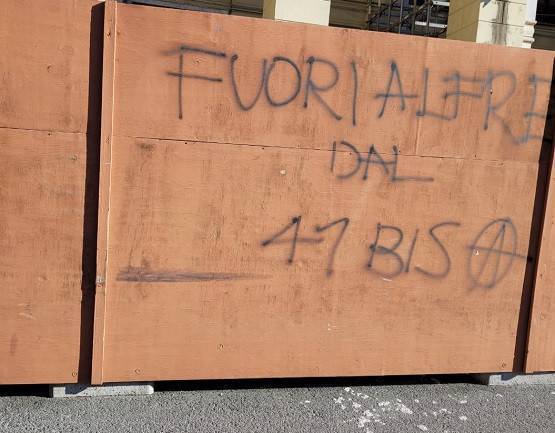 FUORI ALFRE
DAL
41 BIS Ⓐ